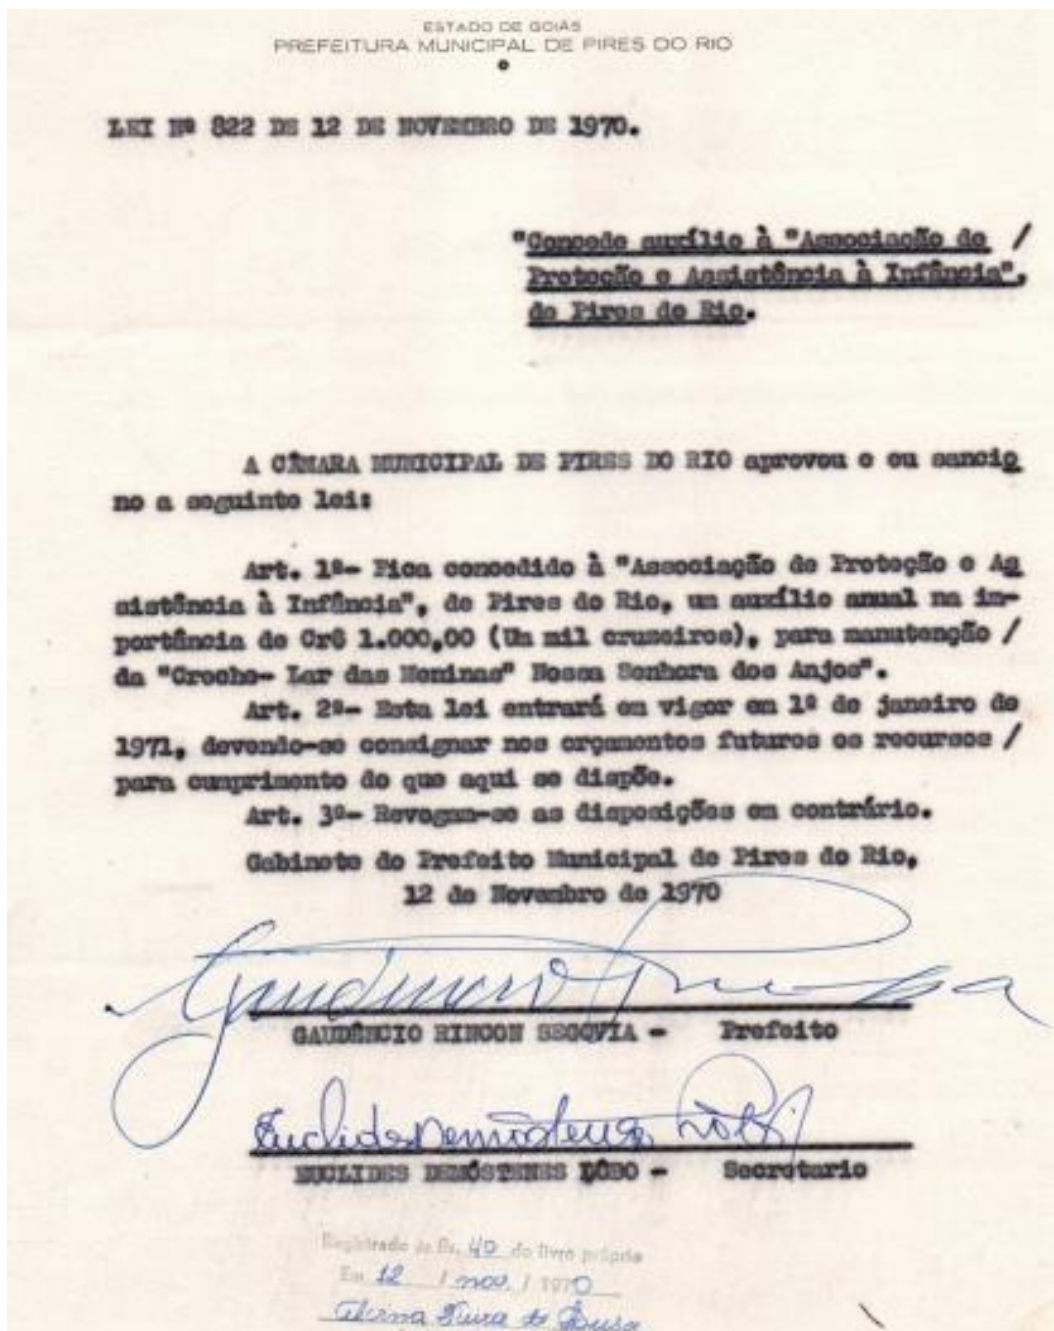 ESTADO DE GOIÁS
PREFEITURA MUNICIPAL DE PIRES DO RIO
LEI Nº 822 DE 12 DE NOVEMBRO DE 1970.
"Concede auxílio à "Associação de /
Proteção e Assistência à Infância",
de Pires do Rio.
A CÂMARA MUNICIPAL DE PIRES DO RIO aprovou e eu sancio
no a seguinte lei:
Art. 1º- Fica concedido à "Associação de Proteção e As
sistência à Infância", de Pires do Rio, um auxílio anual na im-
portância de Cr$ 1.000,00 (Um mil cruzeiros), para manutenção /
da "Creche- Lar das Meninas" Nossa Senhora dos Anjos".
Art. 2º- Esta lei entrará em vigor em 1º de janeiro de
1971, devendo-se consignar nos orçamentos futuros os recursos /
para cumprimento do que aqui se dispõe.
Art. 3º- Revogam-se as disposições em contrário.
Gabinete do Prefeito Municipal de Pires do Rio,
12 de Novembro de 1970
GAUDÊNCIO RINCON SEGOVIA - Prefeito
Euclides Demóstenes Lôbo
EUCLIDES DEMÓSTENES LÔBO - Secretario
Registrado às fls. 40 do livro próprio
Em 12 / nov. / 1970
de Sousa